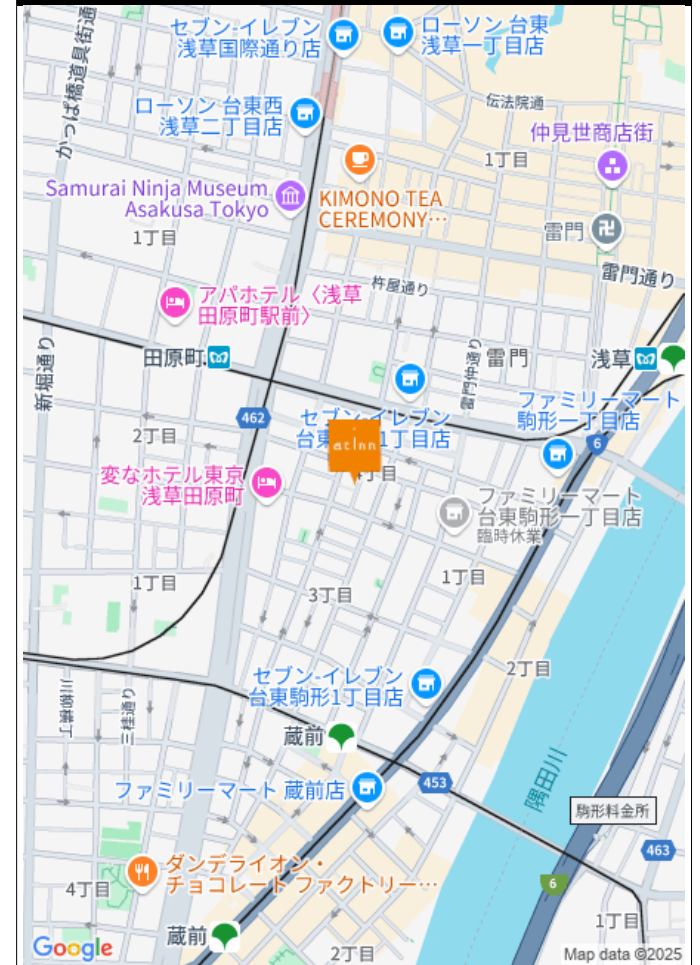 セブン-イレブン
浅草国際通り店
ローソン 台東
浅草一丁目店
かっぱ橋道具街通
ローソン 台東西
浅草二丁目店
伝法院通
仲見世商店街
1丁目
Samurai Ninja Museum
Asakusa Tokyo
KIMONO TEA
CEREMONY…
雷門
1丁目
雷門通り
杵屋通り
アパホテル〈浅草
田原町駅前〉
新堀通り
田原町
雷門仲通り
雷門
浅草
462
セブン-イレブン
台東
1丁目店
ファミリーマート
駒形一丁目店
6
2丁目
atinn
丁目
変なホテル東京
浅草田原町
ファミリーマート
台東駒形一丁目店
臨時休業
1丁目
1丁目
3丁目
2丁目
セブン-イレブン
台東駒形1丁目店
川柳横丁
三桂通り
蔵前
隅田川
ファミリーマート 蔵前店
453
駒形料金所
463
ダンデライオン・
チョコレート ファクトリー…
4丁目
6
1丁目
蔵前
2丁目
Google
Map data ©2025